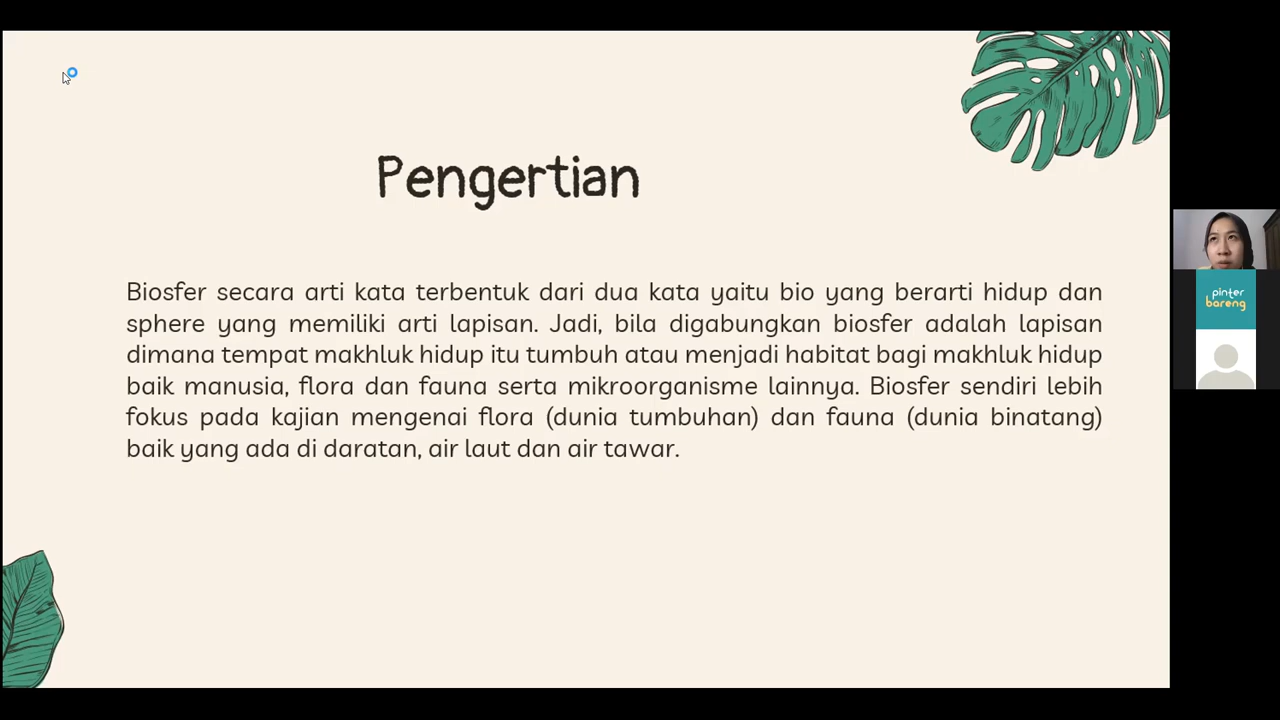 Pengertian
Biosfer secara arti kata terbentuk dari dua kata yaitu bio yang berarti hidup dan
sphere yang memiliki arti lapisan. Jadi, bila digabungkan biosfer adalah lapisan
dimana tempat makhluk hidup itu tumbuh atau menjadi habitat bagi makhluk hidup
baik manusia, flora dan fauna serta mikroorganisme lainnya. Biosfer sendiri lebih
fokus pada kajian mengenai flora (dunia tumbuhan) dan fauna (dunia binatang)
baik yang ada di daratan, air laut dan air tawar.
pinter
bareng